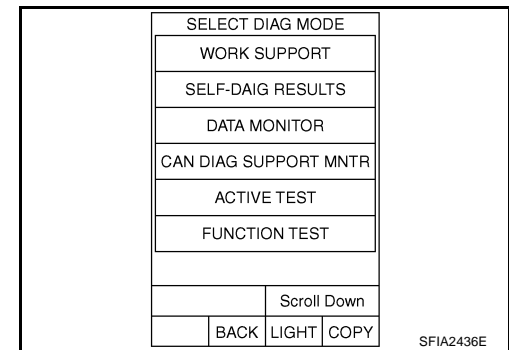 SELECT DIAG MODE
WORK SUPPORT
SELF-DAIG RESULTS
DATA MONITOR
CAN DIAG SUPPORT MNTR
ACTIVE TEST
FUNCTION TEST
Scroll Down
BACK LIGHT COPY
SFIA2436E